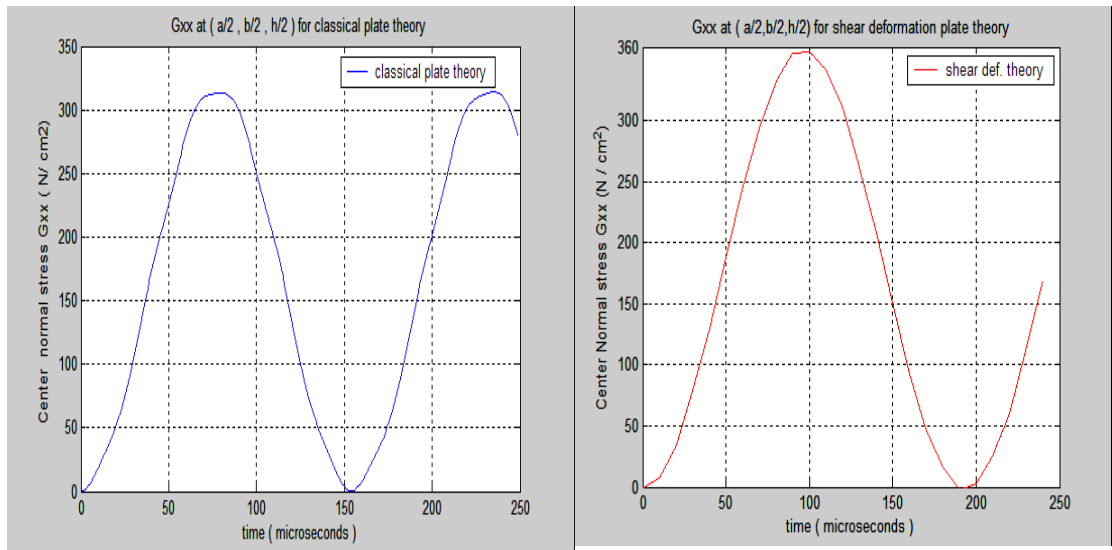 Gxx at ( a/2 , b/2 , h/2 ) for classical plate theory
classical plate theory
350
300
250
200
150
100
50
0
Center normal stress Gxx ( N/ cm2)
0 50 100 150 200 250
time ( microseconds )
Gxx at ( a/2,b/2,h/2) for shear deformation plate theory
shear def. theory
360
300
250
200
150
100
50
0
Center Normal stress Gxx (N / cm²)
0 50 100 150 200 250
time ( microseconds )